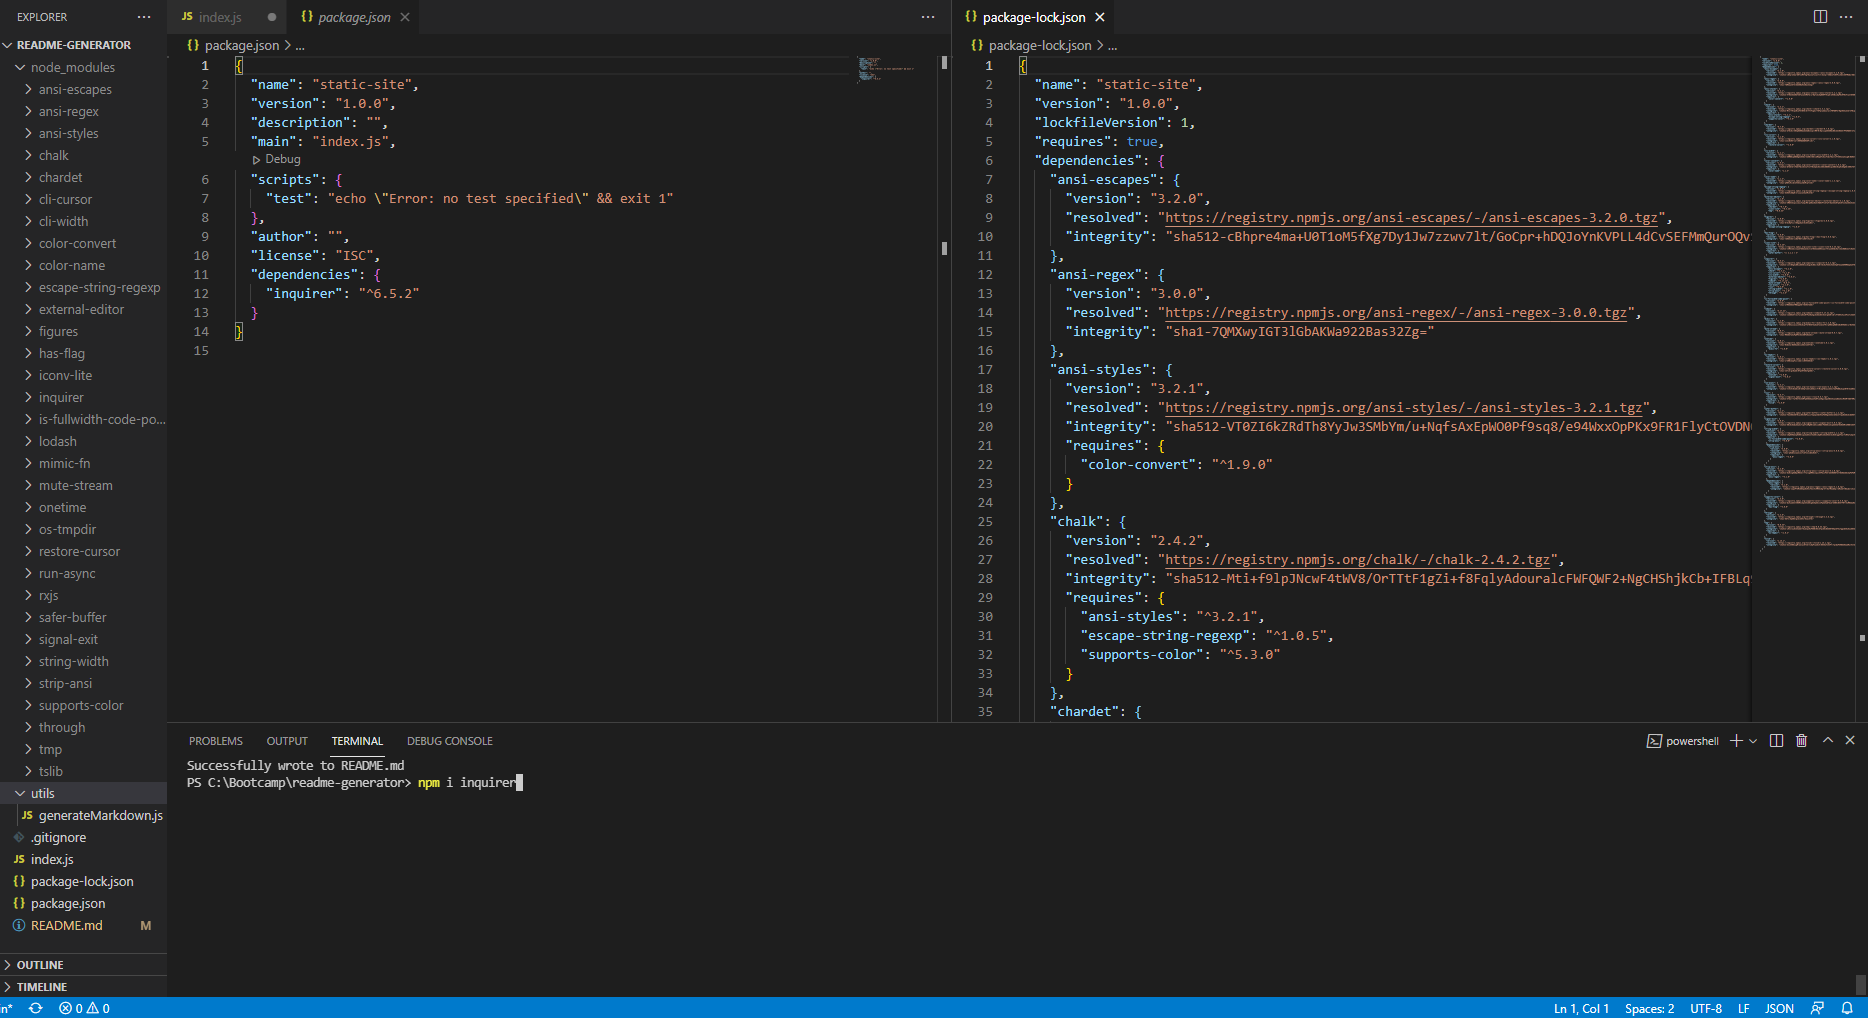 EXPLORER
README-GENERATOR
node_modules
ansi-escapes
ansi-regex
ansi-styles
chalk
chardet
cli-cursor
cli-width
color-convert
color-name
escape-string-regexp
external-editor
figures
has-flag
iconv-lite
inquirer
is-fullwidth-code-po...
lodash
mimic-fn
mute-stream
onetime
os-tmpdir
restore-cursor
run-async
rxjs
safer-buffer
signal-exit
string-width
strip-ansi
supports-color
through
tmp
tslib
utils
JS generateMarkdown.js
.gitignore
JS index.js
{} package-lock.json
{} package.json
README.md M
OUTLINE
TIMELINE
JS index.js
{} package.json
{} package.json > ...
1 {
2 "name": "static-site",
3 "version": "1.0.0",
4 "description": "",
5 "main": "index.js",
Debug
6 "scripts": {
7 "test": "echo \"Error: no test specified\" && exit 1"
8 },
9 "author": "",
10 "license": "ISC",
11 "dependencies": {
12 "inquirer": "^6.5.2"
13 }
14 }
15
{} package-lock.json
{} package-lock.json > ...
1 {
2 "name": "static-site",
3 "version": "1.0.0",
4 "lockfileVersion": 1,
5 "requires": true,
6 "dependencies": {
7 "ansi-escapes": {
8 "version": "3.2.0",
9 "resolved": "https://registry.npmjs.org/ansi-escapes/-/ansi-escapes-3.2.0.tgz",
10 "integrity": "sha512-cBhpre4ma+U0T1oM5fXg7Dy1Jw7zzwv7lt/GoCpr+hDQJoYnKVPLL4dCvSEFMmQurOQv
11 },
12 "ansi-regex": {
13 "version": "3.0.0",
14 "resolved": "https://registry.npmjs.org/ansi-regex/-/ansi-regex-3.0.0.tgz",
15 "integrity": "sha1-7QMXwyIGT3lGbAKWa922Bas32Zg="
16 },
17 "ansi-styles": {
18 "version": "3.2.1",
19 "resolved": "https://registry.npmjs.org/ansi-styles/-/ansi-styles-3.2.1.tgz",
20 "integrity": "sha512-VT0ZI6kZRdTh8YyJw3SMbYm/u+NqfsAxEpWO0Pf9sq8/e94WxxOpPKx9FR1FlyCtOVDN
21 "requires": {
22 "color-convert": "^1.9.0"
23 }
24 },
25 "chalk": {
26 "version": "2.4.2",
27 "resolved": "https://registry.npmjs.org/chalk/-/chalk-2.4.2.tgz",
28 "integrity": "sha512-Mti+f9lpJNcwF4tWV8/OrTTtF1gZi+f8FqlyAdouralcFWFQWF2+NgCHShjkCb+IFBLq
29 "requires": {
30 "ansi-styles": "^3.2.1",
31 "escape-string-regexp": "^1.0.5",
32 "supports-color": "^5.3.0"
33 }
34 },
35 "chardet": {
PROBLEMS OUTPUT TERMINAL DEBUG CONSOLE
powershell
Successfully wrote to README.md
PS C:\Bootcamp\readme-generator> npm i inquirer
in* 0 0
Ln 1, Col 1 Spaces: 2 UTF-8 LF JSON